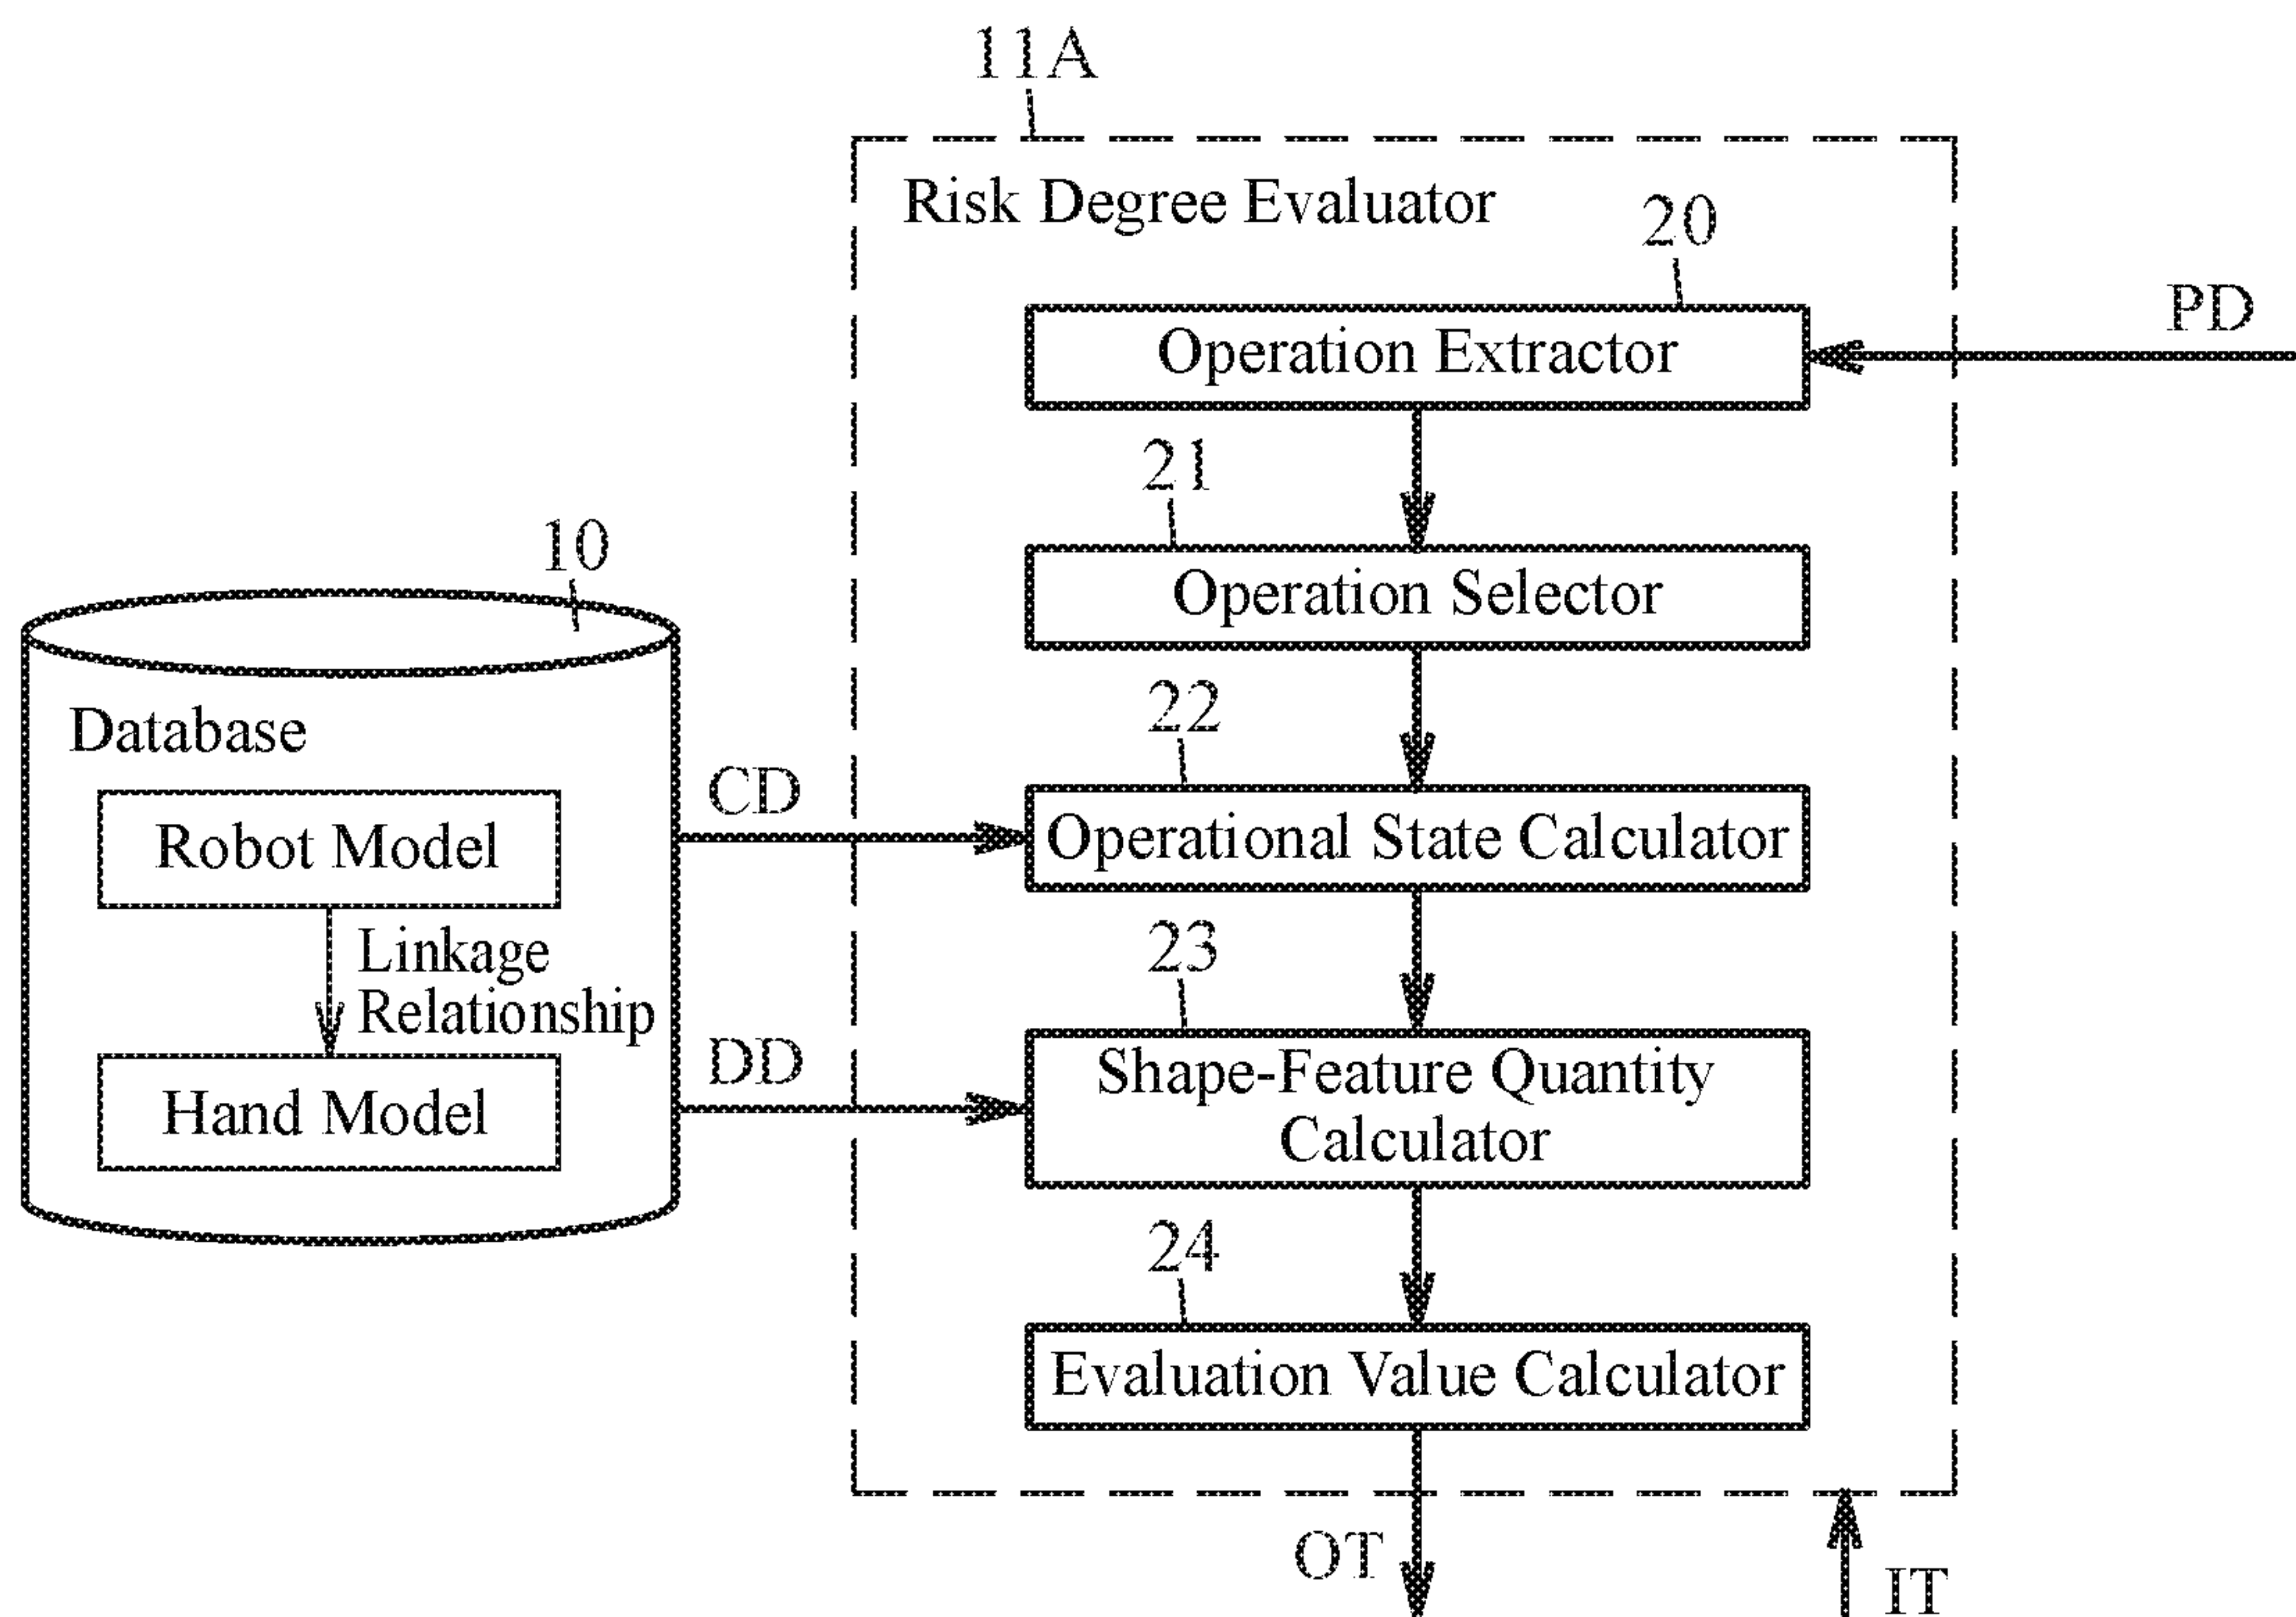 11A
Risk Degree Evaluator
20
PD
Operation Extractor
21
Operation Selector
10
Database
22
CD
Robot Model
Operational State Calculator
Linkage
Relationship
23
DD
Hand Model
Shape-Feature Quantity
Calculator
24
Evaluation Value Calculator
OT
IT